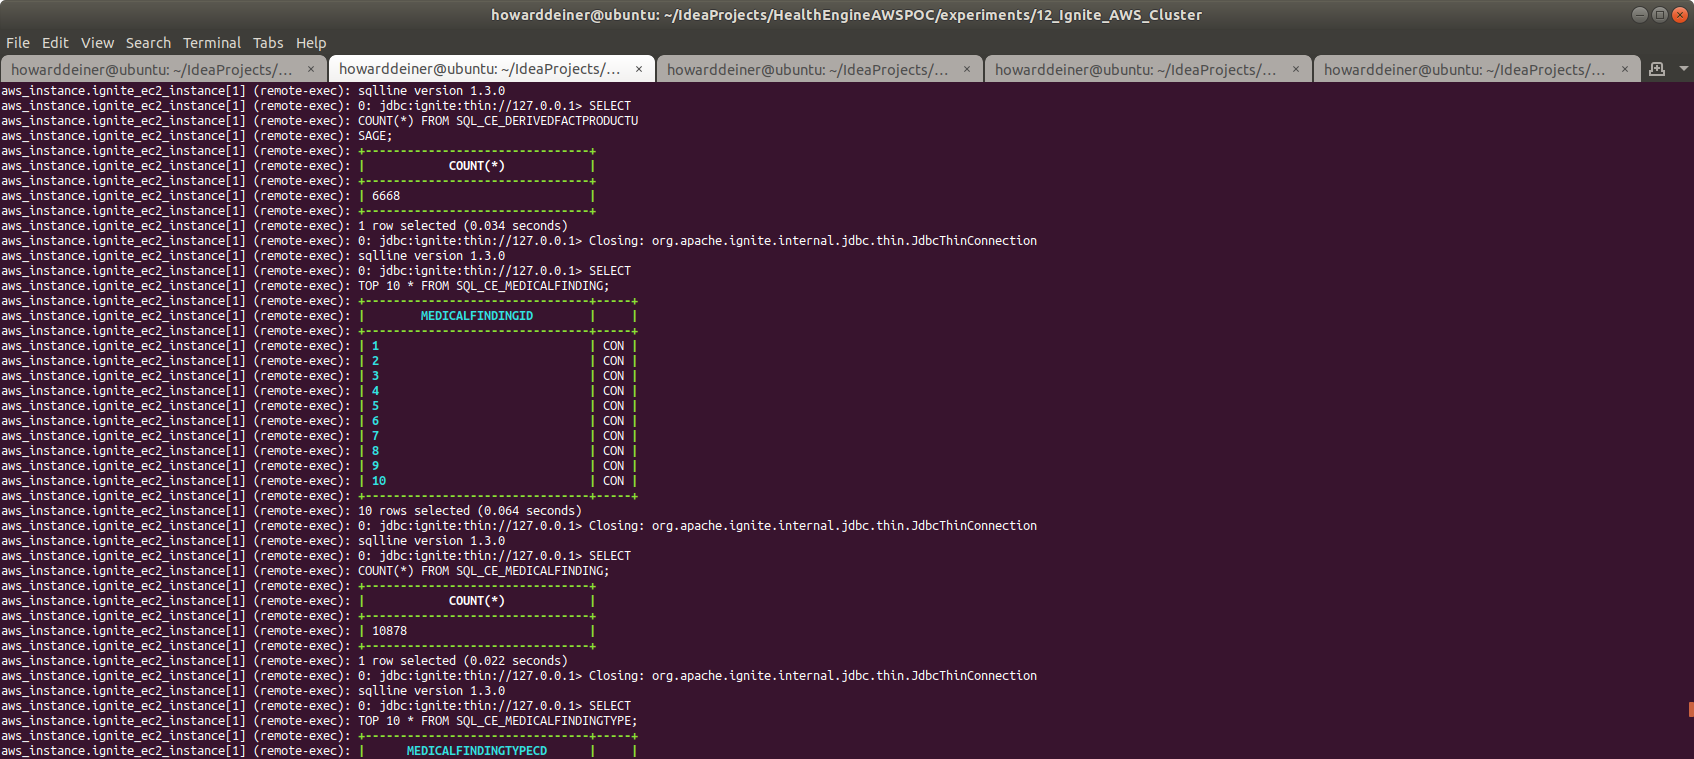 howarddeiner@ubuntu: ~/IdeaProjects/HealthEngineAWSPOC/experiments/12_Ignite_AWS_Cluster
File Edit View Search Terminal Tabs Help
howarddeiner@ubuntu: ~/IdeaProjects/... × howarddeiner@ubuntu: ~/IdeaProjects/... × howarddeiner@ubuntu: ~/IdeaProjects/... × howarddeiner@ubuntu: ~/IdeaProjects/... × howarddeiner@ubuntu: ~/IdeaProjects/... ×
aws_instance.ignite_ec2_instance[1] (remote-exec): sqlline version 1.3.0
aws_instance.ignite_ec2_instance[1] (remote-exec): 0: jdbc:ignite:thin://127.0.0.1> SELECT
aws_instance.ignite_ec2_instance[1] (remote-exec): COUNT(*) FROM SQL_CE_DERIVEDFACTPRODUCTU
aws_instance.ignite_ec2_instance[1] (remote-exec): SAGE;
aws_instance.ignite_ec2_instance[1] (remote-exec): +--------------------------------+
aws_instance.ignite_ec2_instance[1] (remote-exec): |            COUNT(*)            |
aws_instance.ignite_ec2_instance[1] (remote-exec): +--------------------------------+
aws_instance.ignite_ec2_instance[1] (remote-exec): | 6668                           |
aws_instance.ignite_ec2_instance[1] (remote-exec): +--------------------------------+
aws_instance.ignite_ec2_instance[1] (remote-exec): 1 row selected (0.034 seconds)
aws_instance.ignite_ec2_instance[1] (remote-exec): 0: jdbc:ignite:thin://127.0.0.1> Closing: org.apache.ignite.internal.jdbc.thin.JdbcThinConnection
aws_instance.ignite_ec2_instance[1] (remote-exec): sqlline version 1.3.0
aws_instance.ignite_ec2_instance[1] (remote-exec): 0: jdbc:ignite:thin://127.0.0.1> SELECT
aws_instance.ignite_ec2_instance[1] (remote-exec): TOP 10 * FROM SQL_CE_MEDICALFINDING;
aws_instance.ignite_ec2_instance[1] (remote-exec): +--------------------------------+-----+
aws_instance.ignite_ec2_instance[1] (remote-exec): |        MEDICALFINDINGID        |     |
aws_instance.ignite_ec2_instance[1] (remote-exec): +--------------------------------+-----+
aws_instance.ignite_ec2_instance[1] (remote-exec): | 1                              | CON |
aws_instance.ignite_ec2_instance[1] (remote-exec): | 2                              | CON |
aws_instance.ignite_ec2_instance[1] (remote-exec): | 3                              | CON |
aws_instance.ignite_ec2_instance[1] (remote-exec): | 4                              | CON |
aws_instance.ignite_ec2_instance[1] (remote-exec): | 5                              | CON |
aws_instance.ignite_ec2_instance[1] (remote-exec): | 6                              | CON |
aws_instance.ignite_ec2_instance[1] (remote-exec): | 7                              | CON |
aws_instance.ignite_ec2_instance[1] (remote-exec): | 8                              | CON |
aws_instance.ignite_ec2_instance[1] (remote-exec): | 9                              | CON |
aws_instance.ignite_ec2_instance[1] (remote-exec): | 10                             | CON |
aws_instance.ignite_ec2_instance[1] (remote-exec): +--------------------------------+-----+
aws_instance.ignite_ec2_instance[1] (remote-exec): 10 rows selected (0.064 seconds)
aws_instance.ignite_ec2_instance[1] (remote-exec): 0: jdbc:ignite:thin://127.0.0.1> Closing: org.apache.ignite.internal.jdbc.thin.JdbcThinConnection
aws_instance.ignite_ec2_instance[1] (remote-exec): sqlline version 1.3.0
aws_instance.ignite_ec2_instance[1] (remote-exec): 0: jdbc:ignite:thin://127.0.0.1> SELECT
aws_instance.ignite_ec2_instance[1] (remote-exec): COUNT(*) FROM SQL_CE_MEDICALFINDING;
aws_instance.ignite_ec2_instance[1] (remote-exec): +--------------------------------+
aws_instance.ignite_ec2_instance[1] (remote-exec): |            COUNT(*)            |
aws_instance.ignite_ec2_instance[1] (remote-exec): +--------------------------------+
aws_instance.ignite_ec2_instance[1] (remote-exec): | 10878                          |
aws_instance.ignite_ec2_instance[1] (remote-exec): +--------------------------------+
aws_instance.ignite_ec2_instance[1] (remote-exec): 1 row selected (0.022 seconds)
aws_instance.ignite_ec2_instance[1] (remote-exec): 0: jdbc:ignite:thin://127.0.0.1> Closing: org.apache.ignite.internal.jdbc.thin.JdbcThinConnection
aws_instance.ignite_ec2_instance[1] (remote-exec): sqlline version 1.3.0
aws_instance.ignite_ec2_instance[1] (remote-exec): 0: jdbc:ignite:thin://127.0.0.1> SELECT
aws_instance.ignite_ec2_instance[1] (remote-exec): TOP 10 * FROM SQL_CE_MEDICALFINDINGTYPE;
aws_instance.ignite_ec2_instance[1] (remote-exec): +--------------------------------+-----+
aws_instance.ignite_ec2_instance[1] (remote-exec): |      MEDICALFINDINGTYPECD      |     |